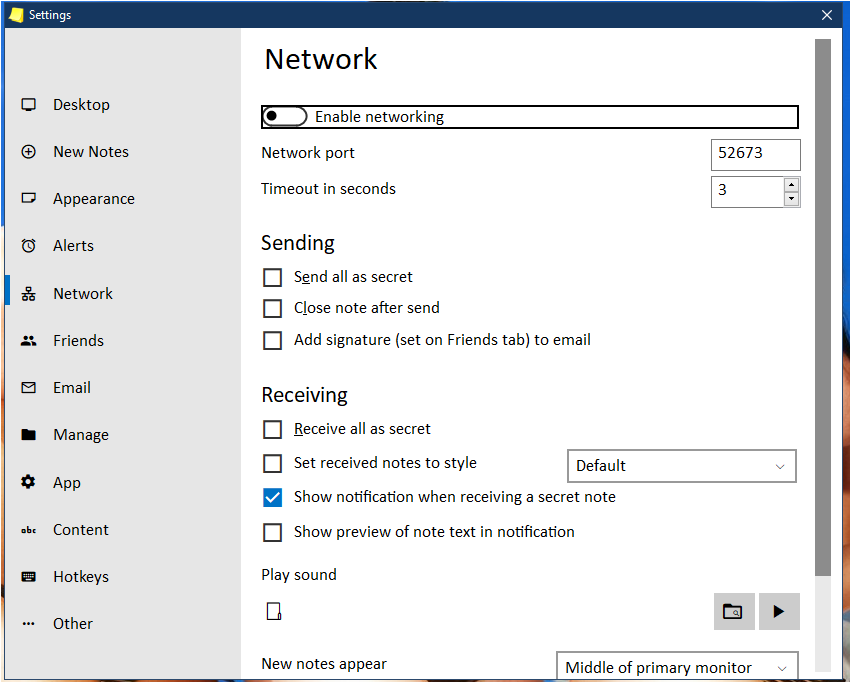 Settings
Network
Enable networking
Network port
52673
Timeout in seconds
3
Sending
Send all as secret
Close note after send
Add signature (set on Friends tab) to email
Receiving
Receive all as secret
Set received notes to style
Default
Show notification when receiving a secret note
Show preview of note text in notification
Play sound
New notes appear
Middle of primary monitor
Desktop
New Notes
Appearance
Alerts
Network
Friends
Email
Manage
App
abc Content
Hotkeys
Other